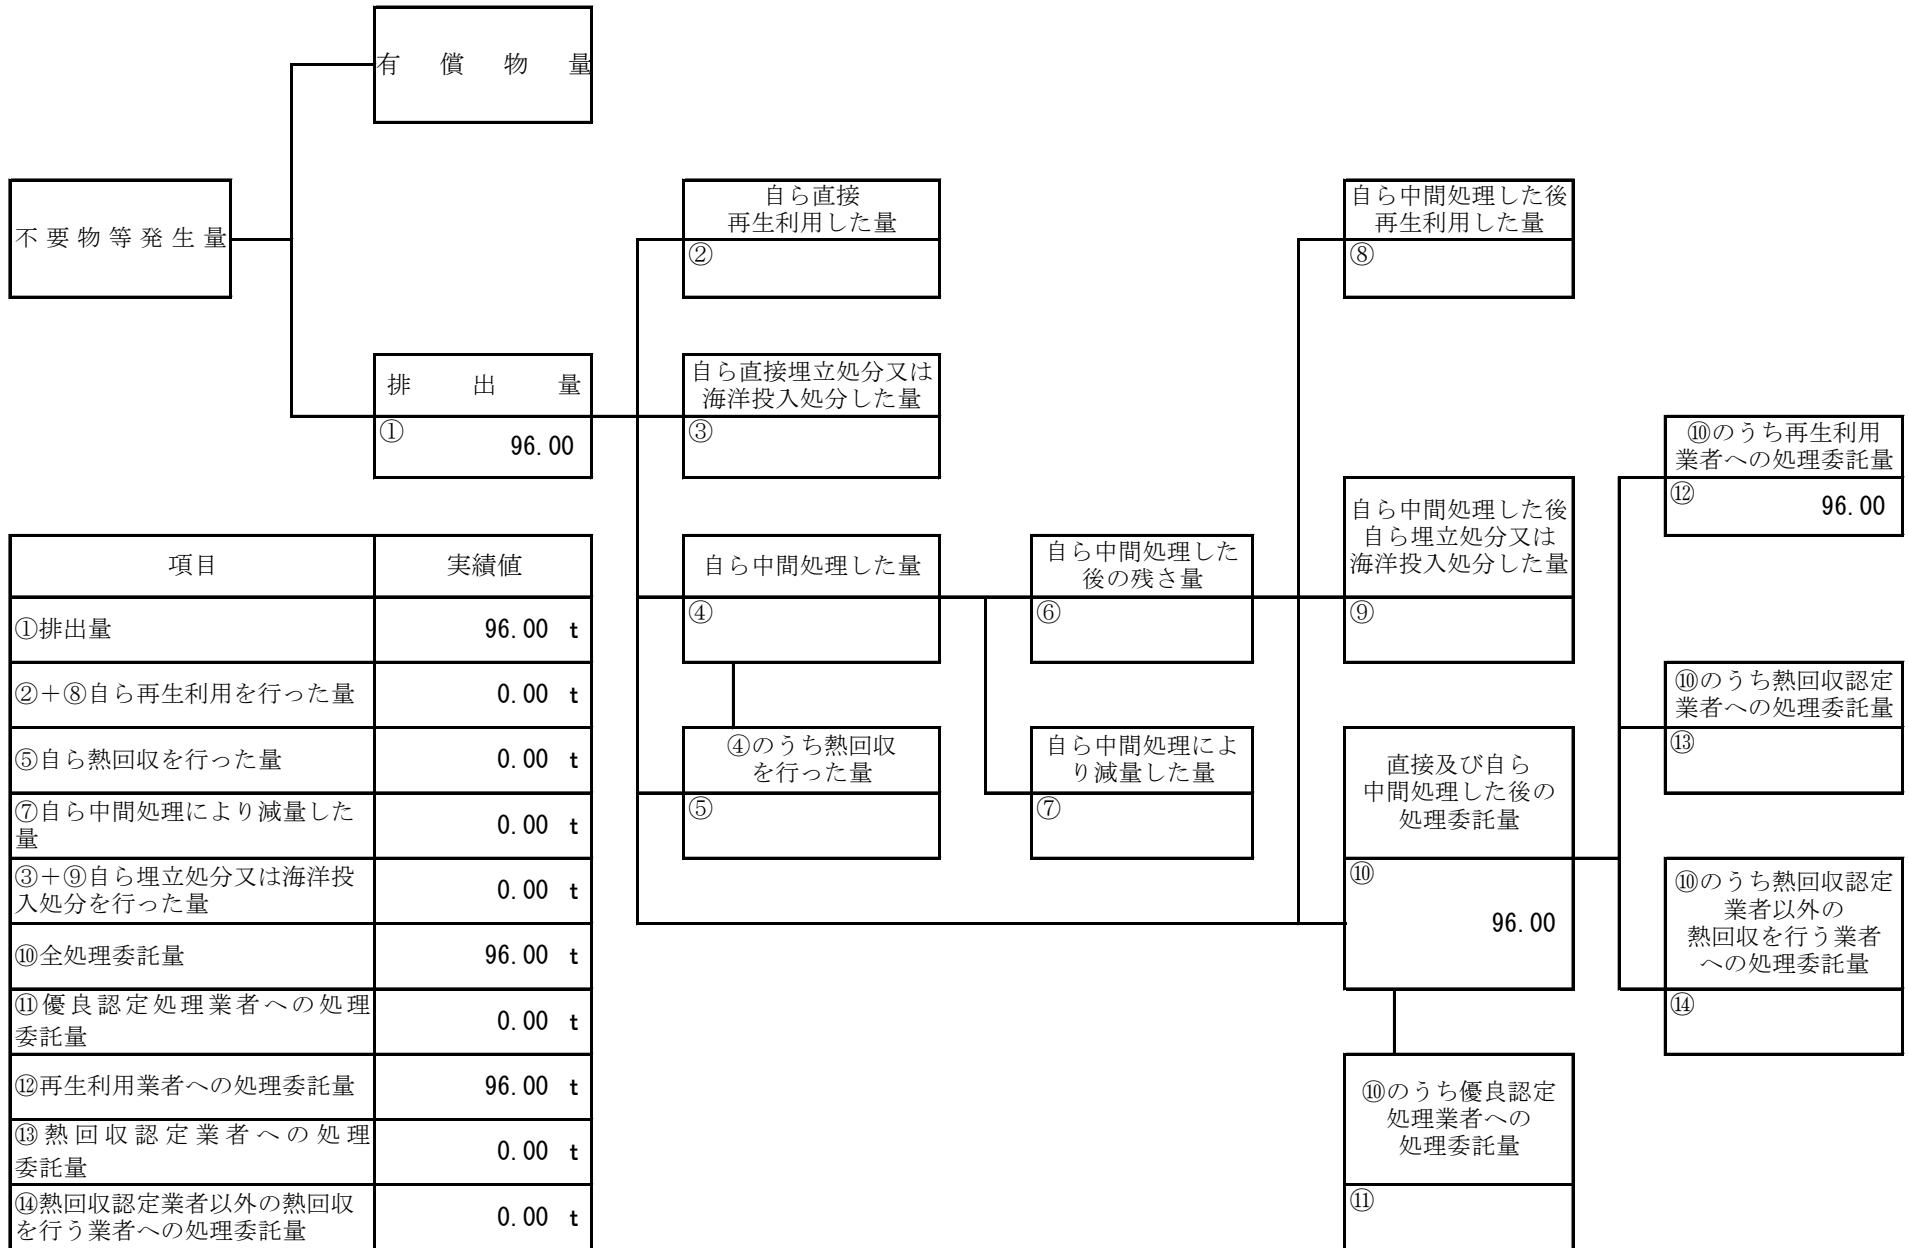 有償物量
不要物等発生量
自ら直接
再生利用した量
②
自ら中間処理した後
再生利用した量
⑧
排出量
①
96.00
自ら直接埋立処分又は
海洋投入処分した量
③
⑩のうち再生利用
業者への処理委託量
⑫
96.00
自ら中間処理した量
④
自ら中間処理した
後の残さ量
⑥
自ら中間処理した後
自ら埋立処分又は
海洋投入処分した量
⑨
⑩のうち熱回収認定
業者への処理委託量
⑬
④のうち熱回収
を行った量
⑤
自ら中間処理によ
り減量した量
⑦
直接及び自ら
中間処理した後の
処理委託量
⑩
96.00
⑩のうち熱回収認定
業者以外の
熱回収を行う業者
への処理委託量
⑭
⑩のうち優良認定
処理業者への
処理委託量
⑪
項目 実績値
①排出量 96.00 t
②＋⑧自ら再生利用を行った量 0.00 t
⑤自ら熱回収を行った量 0.00 t
⑦自ら中間処理により減量した
量 0.00 t
③＋⑨自ら埋立処分又は海洋投
入処分を行った量 0.00 t
⑩全処理委託量 96.00 t
⑪優良認定処理業者への処理
委託量 0.00 t
⑫再生利用業者への処理委託量 96.00 t
⑬熱回収認定業者への処理
委託量 0.00 t
⑭熱回収認定業者以外の熱回収
を行う業者への処理委託量 0.00 t